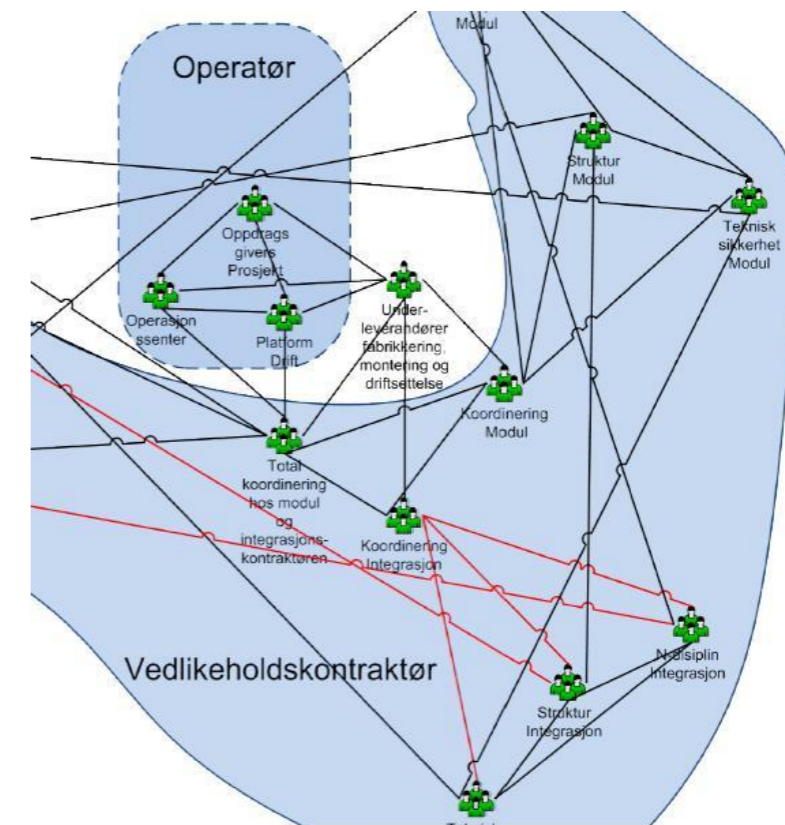 Modul
Operatør
Struktur
Modul
Teknisk
sikkerhet
Modul
Oppdrags
givers
Prosjekt
Operasjon
ssenter
Platform
Drift
Under-
leverandører
fabrikkering,
montering og
driftsettelse
Koordinering
Modul
Total
koordinering
hos modul
og
integrasjons-
kontraktøren
Koordinering
Integrasjon
N-disiplin
Integrasjon
Vedlikeholdskontraktør
Struktur
Integrasjon